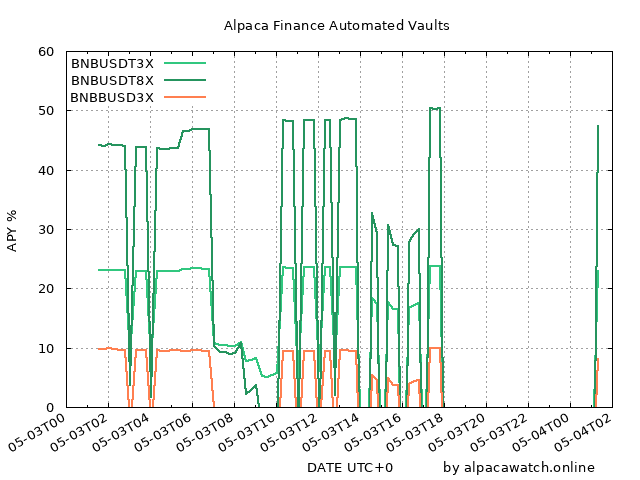 Alpaca Finance Automated Vaults
60
50
40
30
20
10
0
APY %
BNBUSDT3X
BNBUSDT8X
BNBBUSD3X
05-03T00
05-03T02
05-03T04
05-03T06
05-03T08
05-03T10
05-03T12
05-03T14
05-03T16
05-03T18
05-03T20
05-03T22
05-04T00
05-04T02
DATE UTC+0
by alpacawatch.online